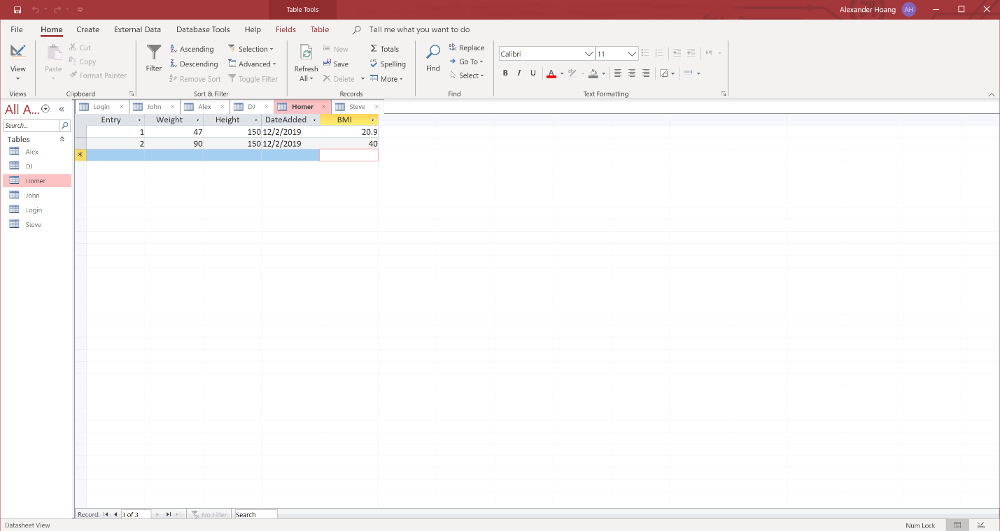 Table Tools
Alexander Hoang AH
File Home Create External Data Database Tools Help Fields Table Tell me what you want to do
View
Views
Paste
Cut
Copy
Format Painter
Clipboard
Filter
Ascending
Descending
Remove Sort
Selection
Advanced
Toggle Filter
Sort & Filter
Refresh
All
New
Save
Delete
Totals
Spelling
More
Records
Find
Replace
Go To
Select
Find
Calibri 11
B I U A
Text Formatting
All A...
Search...
Tables
Alex
DJ
Homer
John
Login
Steve
Login John Alex DJ Homer Steve
Entry Weight Height DateAdded BMI
1 47 150 12/2/2019 20.9
2 90 150 12/2/2019 40
Record: 3 of 3 No Filter Search
Datasheet View
Num Lock